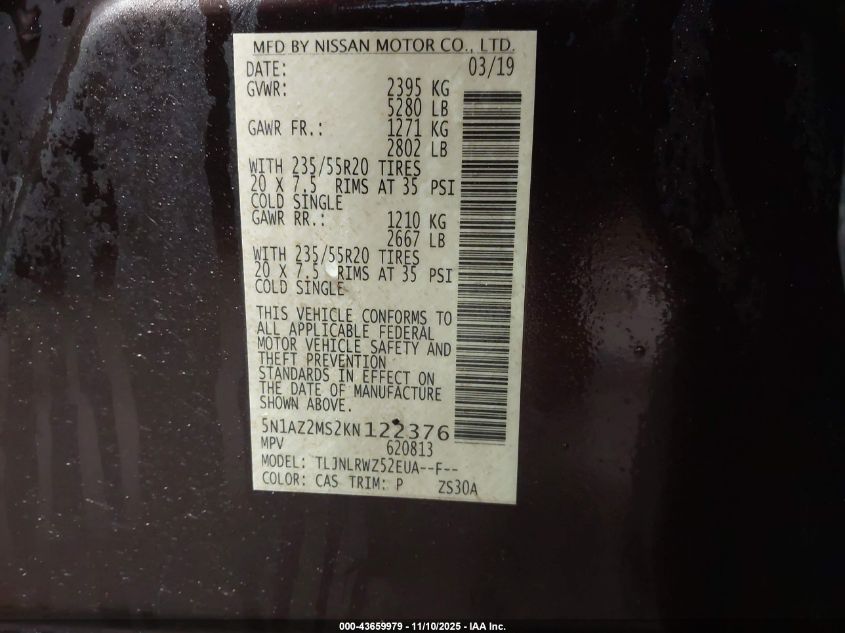 MFD BY NISSAN MOTOR CO., LTD.
DATE: 03/19
GVWR: 2395 KG
5280 LB
GAWR FR.: 1271 KG
2802 LB
WITH 235/55R20 TIRES
20 X 7.5 RIMS AT 35 PSI
COLD SINGLE
GAWR RR.: 1210 KG
2667 LB
WITH 235/55R20 TIRES
20 X 7.5 RIMS AT 35 PSI
COLD SINGLE
THIS VEHICLE CONFORMS TO
ALL APPLICABLE FEDERAL
MOTOR VEHICLE SAFETY AND
THEFT PREVENTION
STANDARDS IN EFFECT ON
THE DATE OF MANUFACTURE
SHOWN ABOVE.
5N1AZ2MS2KN122376
MPV 620813
MODEL: TLJNLRWZ52EUA--F--
COLOR: CAS TRIM: P ZS30A
000-43659979 - 11/10/2025 - IAA Inc.